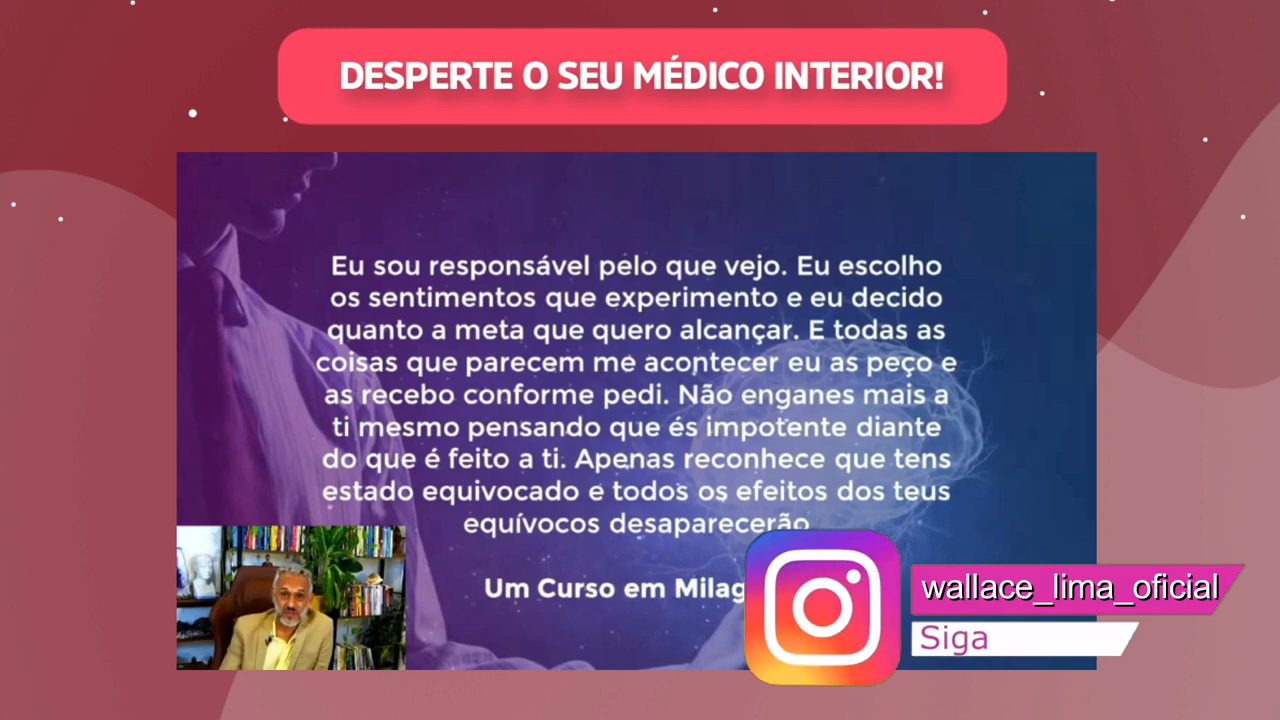 DESPERTE O SEU MÉDICO INTERIOR!
Eu sou responsável pelo que vejo. Eu escolho
os sentimentos que experimento e eu decido
quanto a meta que quero alcançar. E todas as
coisas que parecem me acontecer eu as peço e
as recebo conforme pedi. Não enganes mais a
ti mesmo pensando que és impotente diante
do que é feito a ti. Apenas reconhece que tens
estado equivocado e todos os efeitos dos teus
equívocos desaparecerão
Um Curso em Milag
wallace_lima_oficial
Siga